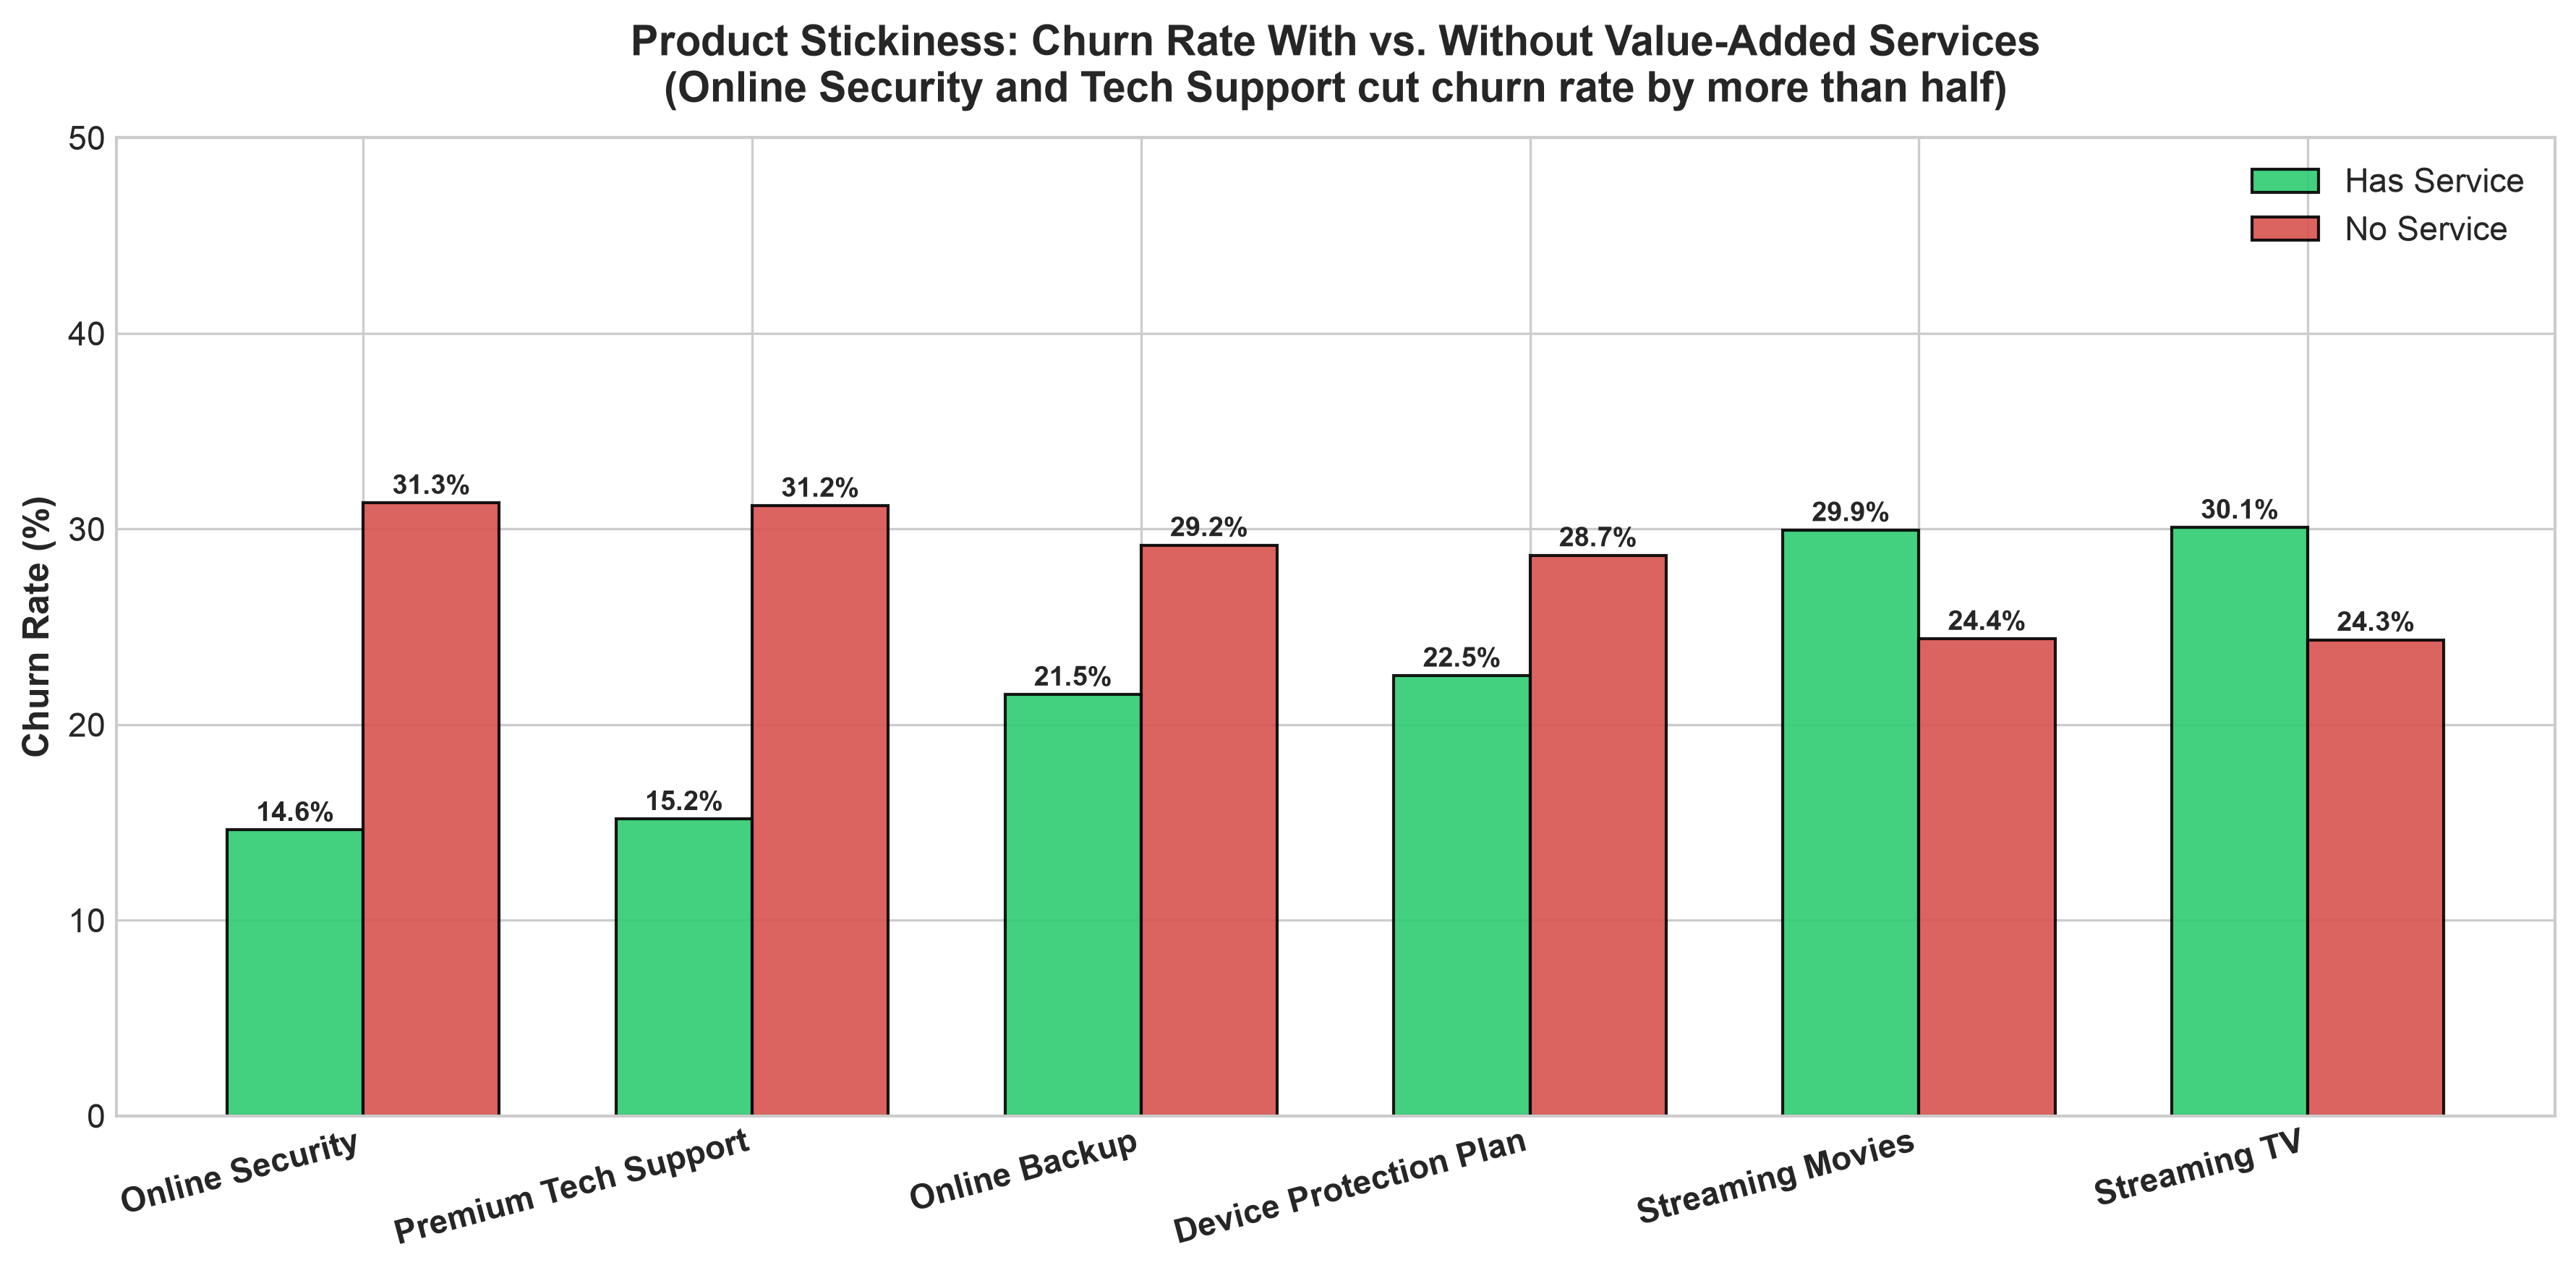 Product Stickiness: Churn Rate With vs. Without Value-Added Services
(Online Security and Tech Support cut churn rate by more than half)
Churn Rate (%)
50
40
30
20
10
0
Has Service
No Service
14.6%
31.3%
15.2%
31.2%
21.5%
29.2%
22.5%
28.7%
29.9%
24.4%
30.1%
24.3%
Online Security
Premium Tech Support
Online Backup
Device Protection Plan
Streaming Movies
Streaming TV